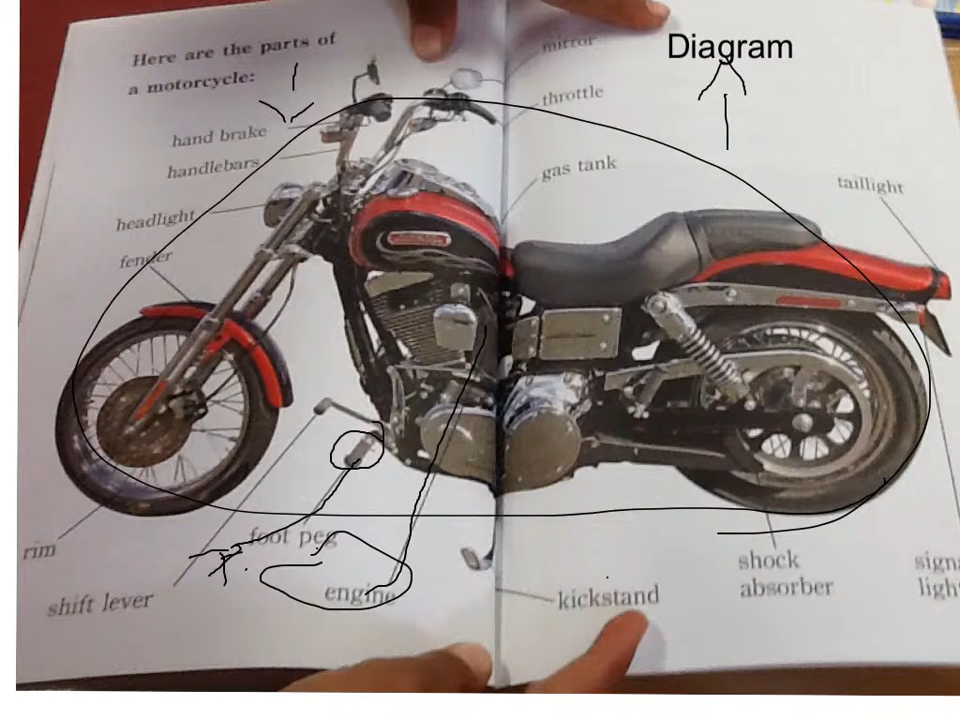 Diagram
Here are the parts of
a motorcycle:
mirror
throttle
hand brake
handlebars
gas tank
taillight
headlight
fender
rim
foot peg
shift lever
engine
kickstand
shock
absorber
light